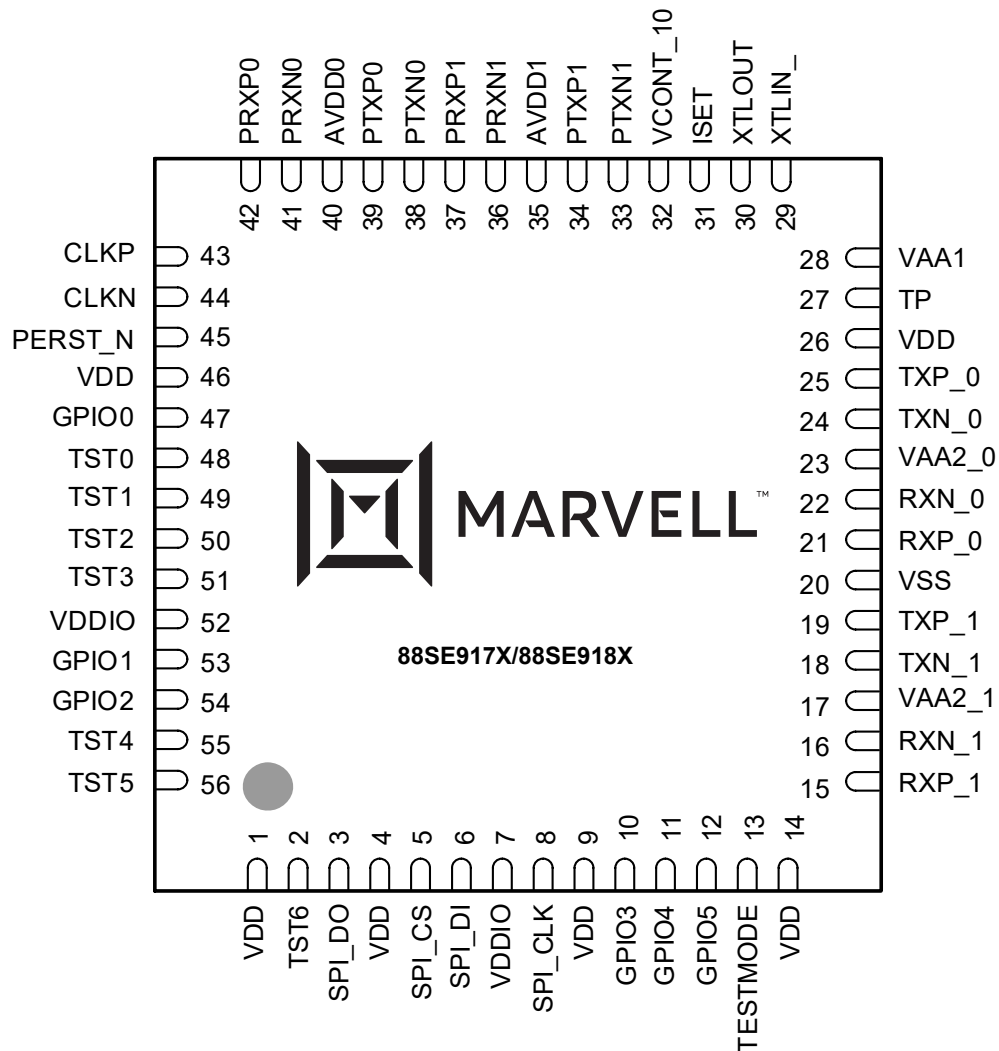 PRXP0
PRXN0
AVDD0
PTXP0
PTXN0
PRXP1
PRXN1
AVDD1
PTXP1
PTXN1
VCONT_10
ISET
XTLOUT
XTLIN_
42
41
40
39
38
37
36
35
34
33
32
31
30
29
CLKP 43
CLKN 44
PERST_N 45
VDD 46
GPIO0 47
TST0 48
TST1 49
TST2 50
TST3 51
VDDIO 52
GPIO1 53
GPIO2 54
TST4 55
TST5 56
MARVELL™
88SE917X/88SE918X
28 VAA1
27 TP
26 VDD
25 TXP_0
24 TXN_0
23 VAA2_0
22 RXN_0
21 RXP_0
20 VSS
19 TXP_1
18 TXN_1
17 VAA2_1
16 RXN_1
15 RXP_1
1
2
3
4
5
6
7
8
9
10
11
12
13
14
VDD
TST6
SPI_DO
VDD
SPI_CS
SPI_DI
VDDIO
SPI_CLK
VDD
GPIO3
GPIO4
GPIO5
TESTMODE
VDD